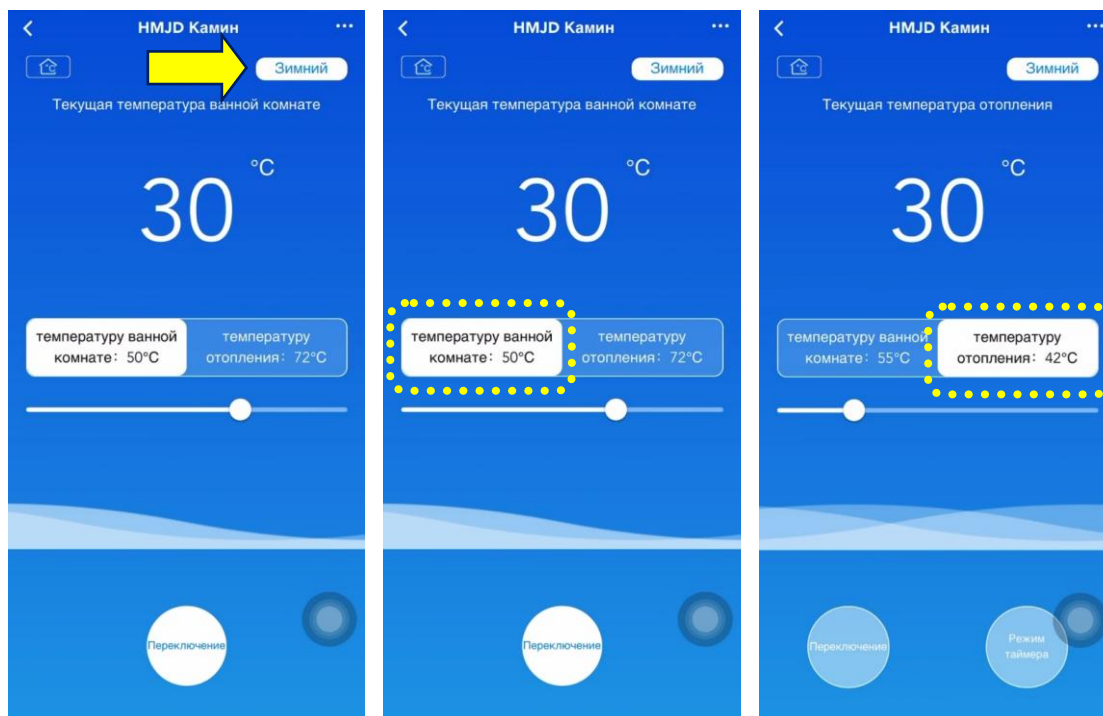 HMJD Камин
Зимний
Текущая температура ванной комнате
30 °C
температуру ванной
комнате: 50°C
температуру
отопления: 72°C
Переключение
HMJD Камин
Зимний
Текущая температура ванной комнате
30 °C
температуру ванной
комнате: 50°C
температуру
отопления: 72°C
Переключение
HMJD Камин
Зимний
Текущая температура отопления
30 °C
температуру ванной
комнате: 55°C
температуру
отопления: 42°C
Переключение
Режим
таймера